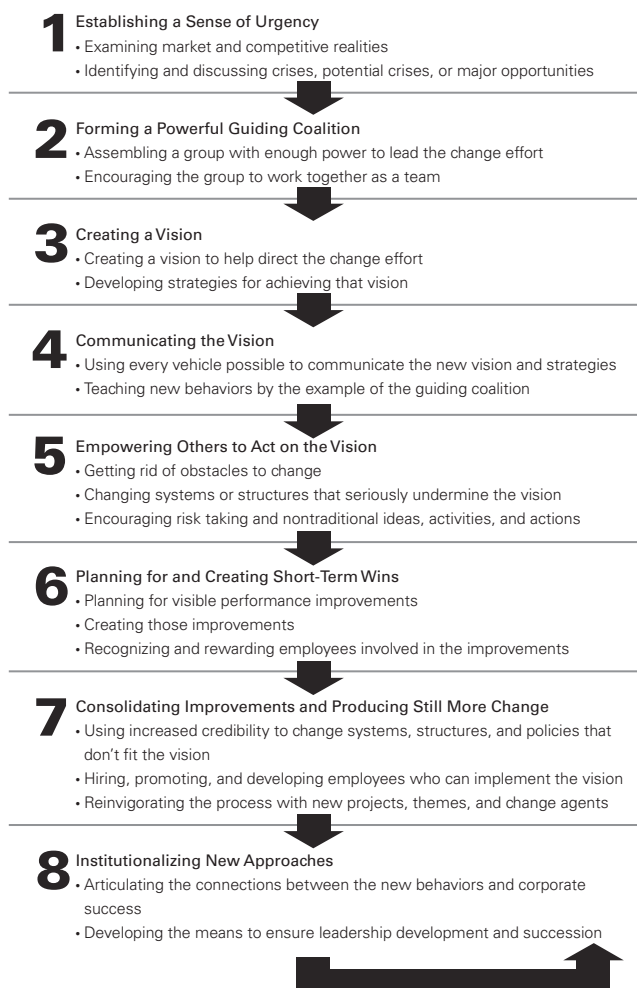 1 Establishing a Sense of Urgency
• Examining market and competitive realities
• Identifying and discussing crises, potential crises, or major opportunities
2 Forming a Powerful Guiding Coalition
• Assembling a group with enough power to lead the change effort
• Encouraging the group to work together as a team
3 Creating a Vision
• Creating a vision to help direct the change effort
• Developing strategies for achieving that vision
4 Communicating the Vision
• Using every vehicle possible to communicate the new vision and strategies
• Teaching new behaviors by the example of the guiding coalition
5 Empowering Others to Act on the Vision
• Getting rid of obstacles to change
• Changing systems or structures that seriously undermine the vision
• Encouraging risk taking and nontraditional ideas, activities, and actions
6 Planning for and Creating Short-Term Wins
• Planning for visible performance improvements
• Creating those improvements
• Recognizing and rewarding employees involved in the improvements
7 Consolidating Improvements and Producing Still More Change
• Using increased credibility to change systems, structures, and policies that
don't fit the vision
• Hiring, promoting, and developing employees who can implement the vision
• Reinvigorating the process with new projects, themes, and change agents
8 Institutionalizing New Approaches
• Articulating the connections between the new behaviors and corporate
success
• Developing the means to ensure leadership development and succession